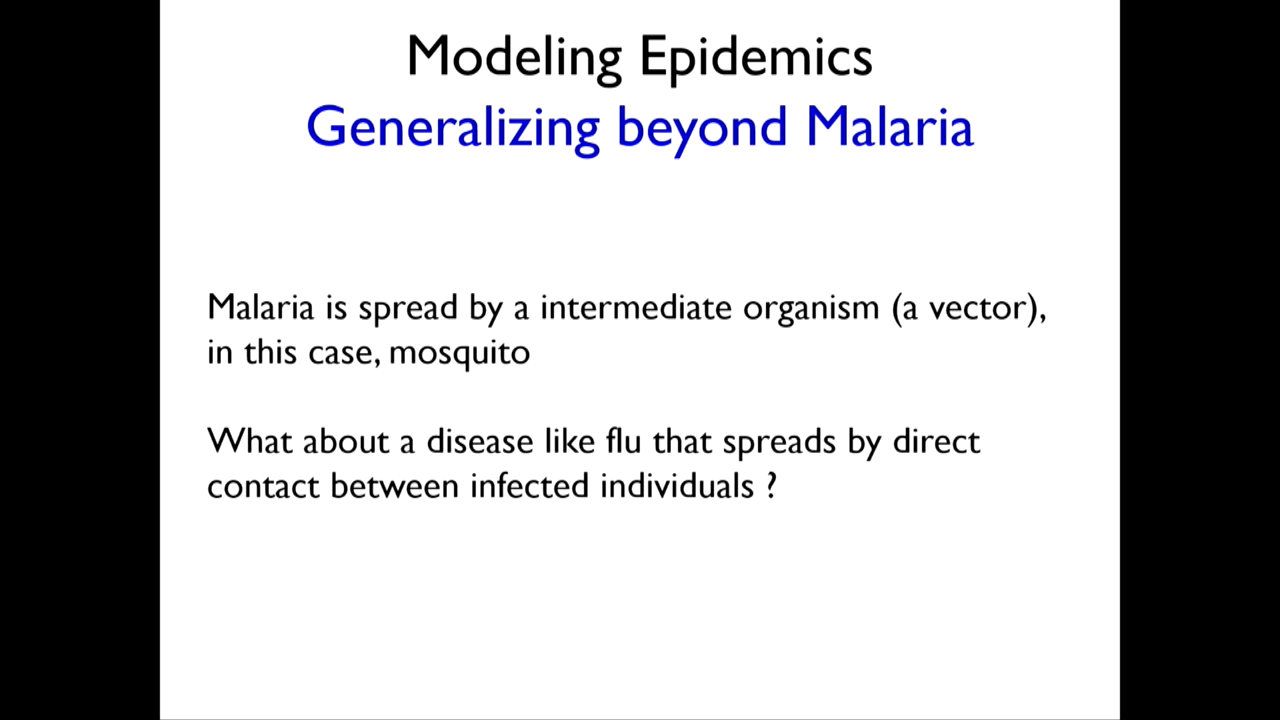 Modeling Epidemics
Generalizing beyond Malaria
Malaria is spread by a intermediate organism (a vector),
in this case, mosquito
What about a disease like flu that spreads by direct
contact between infected individuals ?